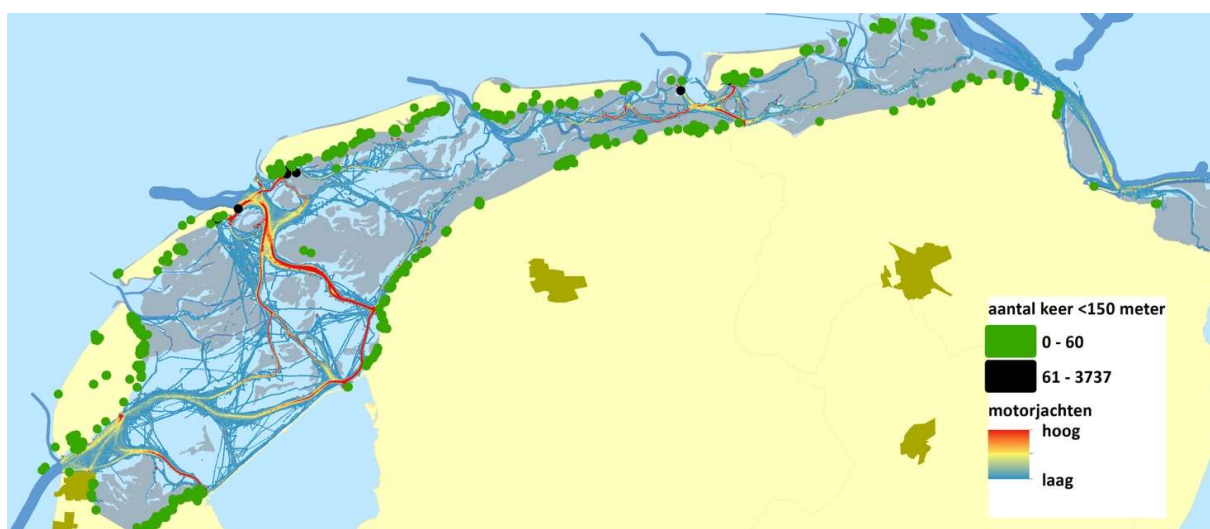 aantal keer <150 meter
0 - 60
61 - 3737
motorjachten
hoog
laag